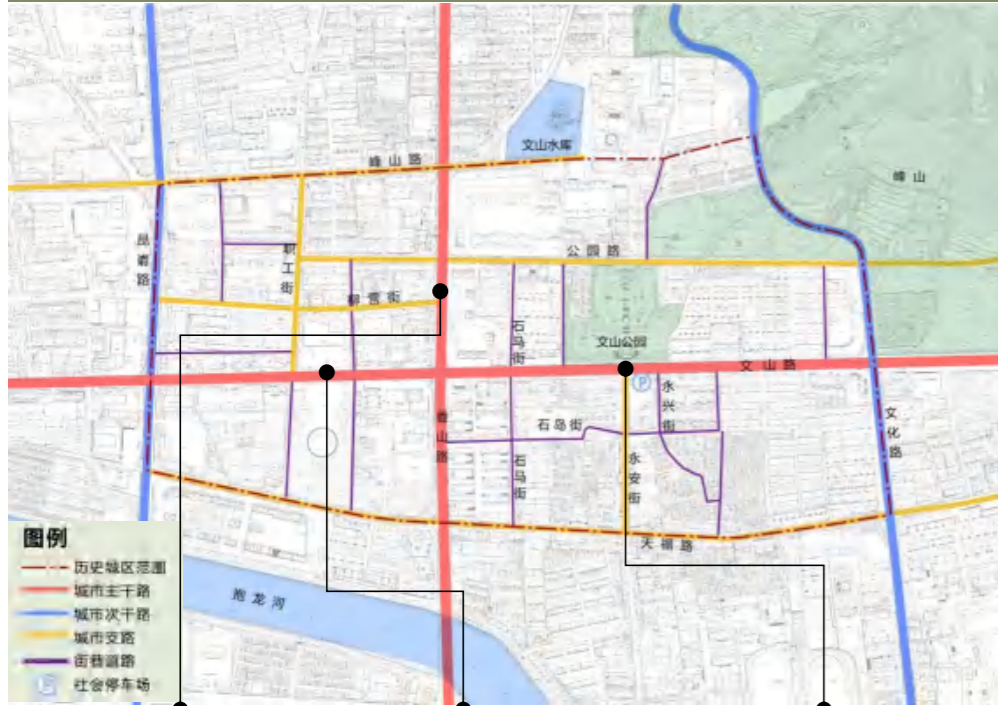 文山水库
峰山路
峰山
昆嵛路
职工街
公园路
柳营街
石马街
文山公园
文山路
P
永兴街
香山路
石岛街
文化路
石马街
永安街
天福路
抱龙河
图例
历史城区范围
城市主干路
城市次干路
城市支路
街巷道路
P 社会停车场